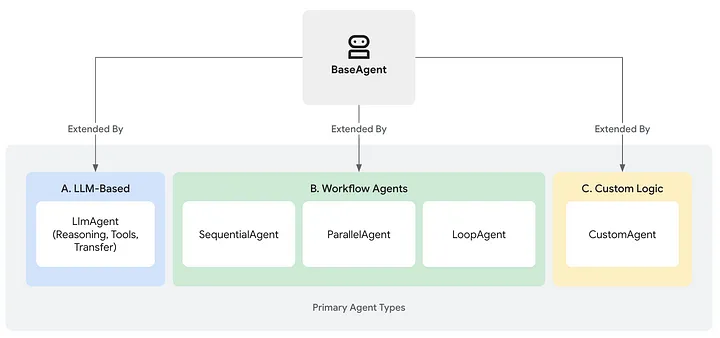 BaseAgent
Extended By
Extended By
Extended By
A. LLM-Based
LlmAgent
(Reasoning, Tools,
Transfer)
B. Workflow Agents
SequentialAgent
ParallelAgent
LoopAgent
C. Custom Logic
CustomAgent
Primary Agent Types